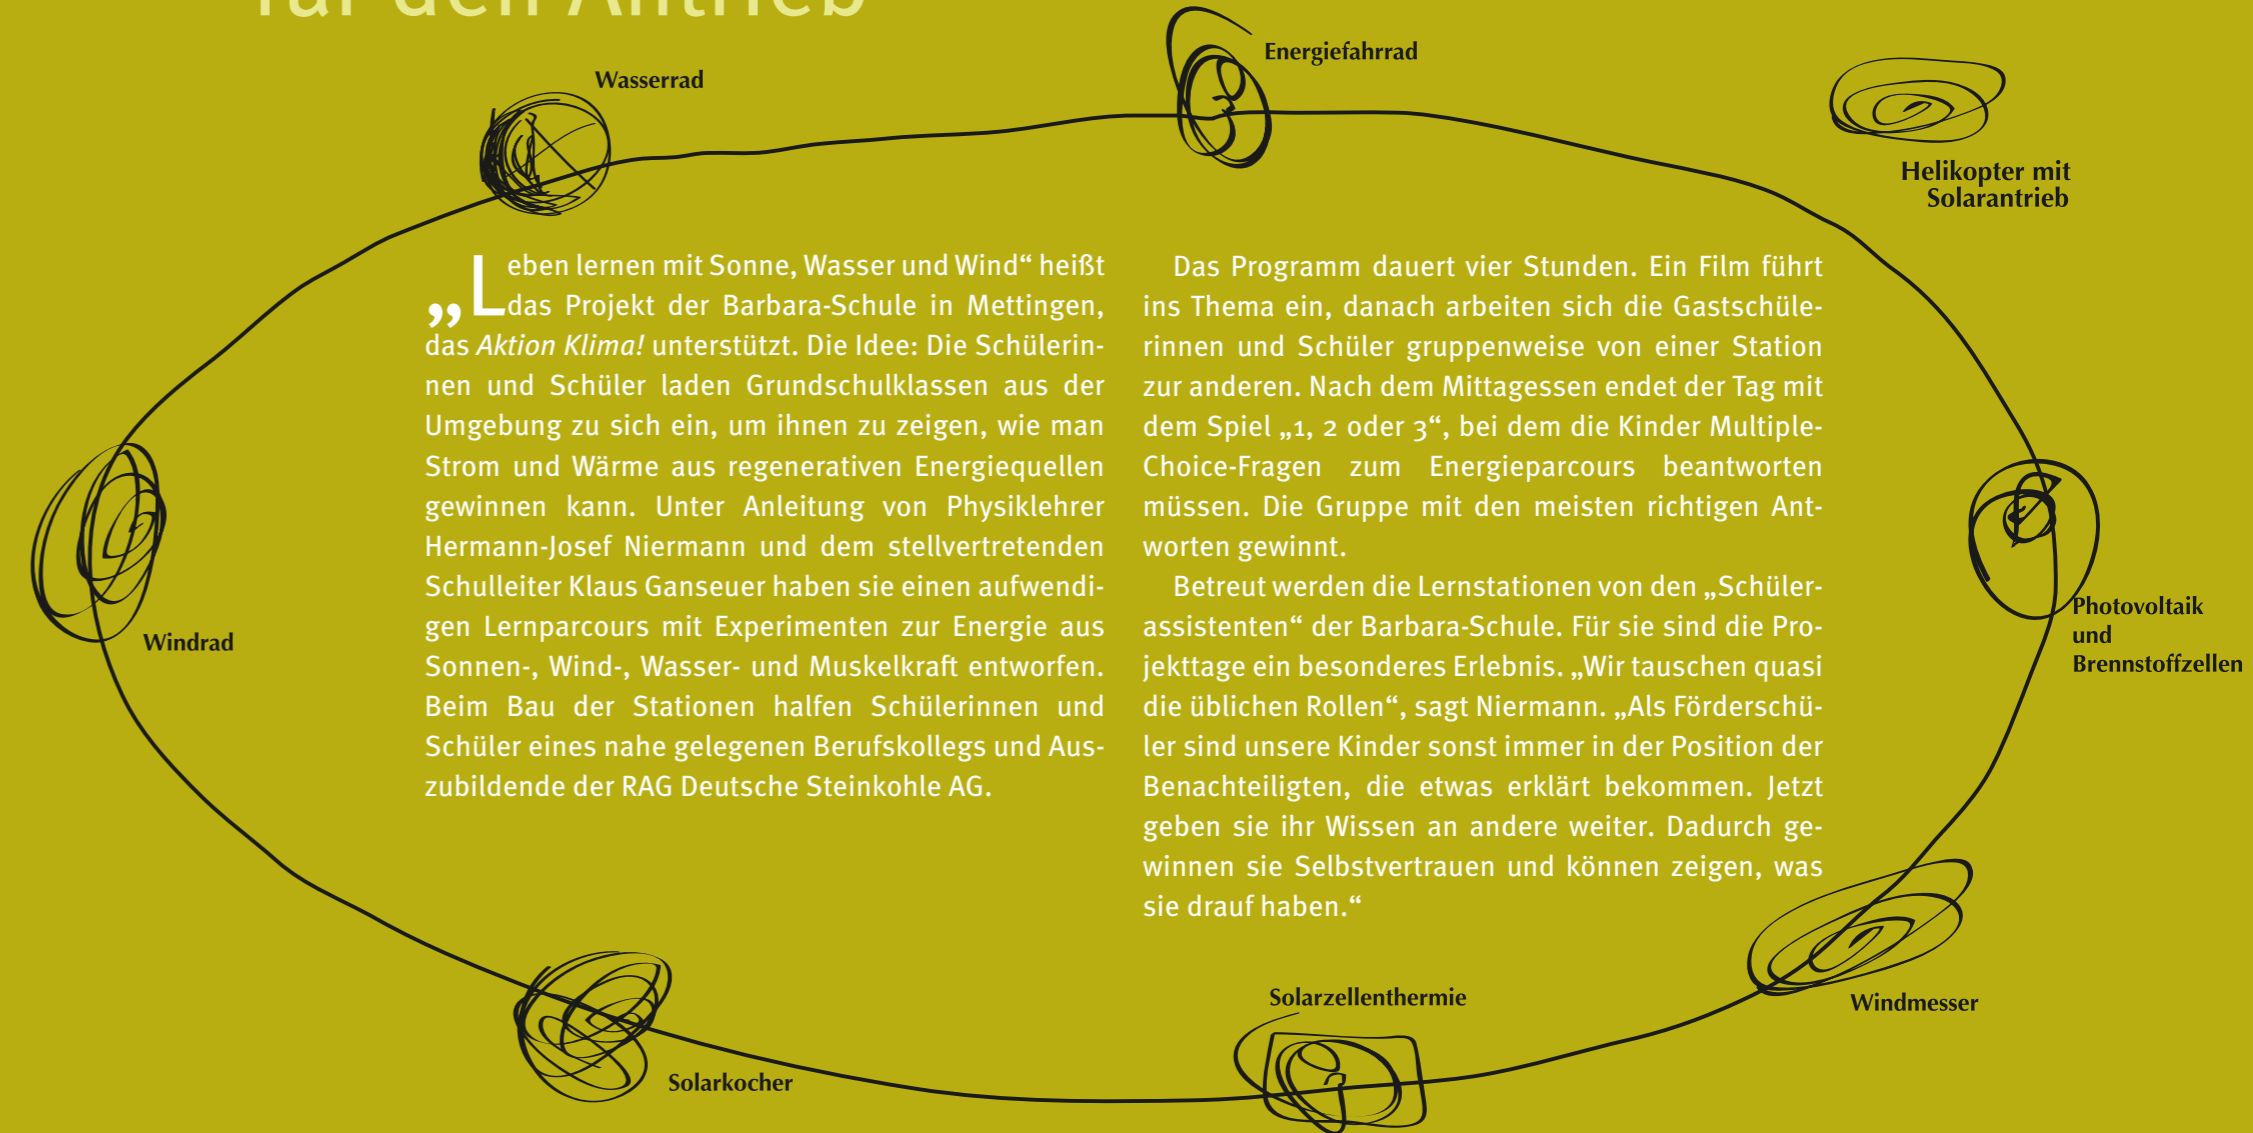 für den Antrieb
Wasserrad
Energiefahrrad
Helikopter mit
Solarantrieb
„Leben lernen mit Sonne, Wasser und Wind“ heißt
das Projekt der Barbara-Schule in Mettingen,
das Aktion Klima! unterstützt. Die Idee: Die Schülerin-
nen und Schüler laden Grundschulklassen aus der
Umgebung zu sich ein, um ihnen zu zeigen, wie man
Strom und Wärme aus regenerativen Energiequellen
gewinnen kann. Unter Anleitung von Physiklehrer
Hermann-Josef Niermann und dem stellvertretenden
Schulleiter Klaus Ganseuer haben sie einen aufwendi-
gen Lernparcours mit Experimenten zur Energie aus
Sonnen-, Wind-, Wasser- und Muskelkraft entworfen.
Beim Bau der Stationen halfen Schülerinnen und
Schüler eines nahe gelegenen Berufskollegs und Aus-
zubildende der RAG Deutsche Steinkohle AG.
Das Programm dauert vier Stunden. Ein Film führt
ins Thema ein, danach arbeiten sich die Gastschüle-
rinnen und Schüler gruppenweise von einer Station
zur anderen. Nach dem Mittagessen endet der Tag mit
dem Spiel „1, 2 oder 3“, bei dem die Kinder Multiple-
Choice-Fragen zum Energieparcours beantworten
müssen. Die Gruppe mit den meisten richtigen Ant-
worten gewinnt.
Betreut werden die Lernstationen von den „Schüler-
assistenten“ der Barbara-Schule. Für sie sind die Pro-
jekttage ein besonderes Erlebnis. „Wir tauschen quasi
die üblichen Rollen“, sagt Niermann. „Als Förderschü-
ler sind unsere Kinder sonst immer in der Position der
Benachteiligten, die etwas erklärt bekommen. Jetzt
geben sie ihr Wissen an andere weiter. Dadurch ge-
winnen sie Selbstvertrauen und können zeigen, was
sie drauf haben.“
Windrad
Photovoltaik
und
Brennstoffzellen
Solarzellenthermie
Windmesser
Solarkocher